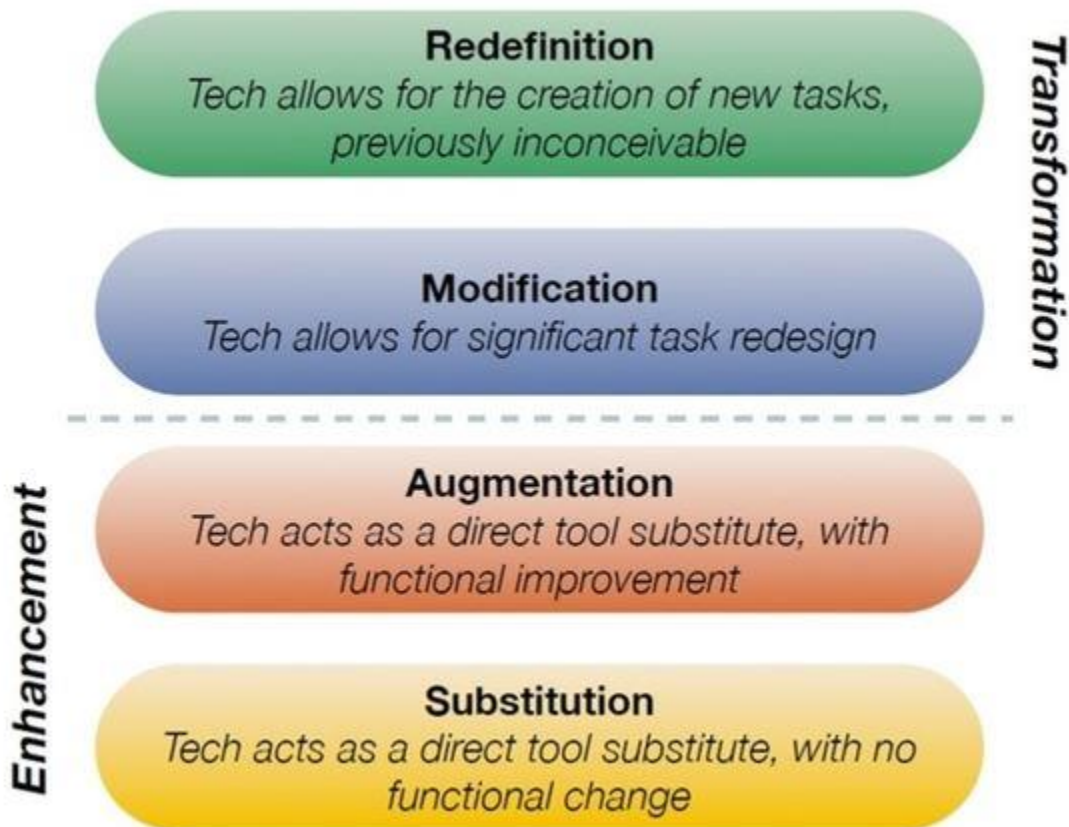 Redefinition
Tech allows for the creation of new tasks,
previously inconceivable
Transformation
Modification
Tech allows for significant task redesign
Augmentation
Tech acts as a direct tool substitute, with
functional improvement
Enhancement
Substitution
Tech acts as a direct tool substitute, with no
functional change